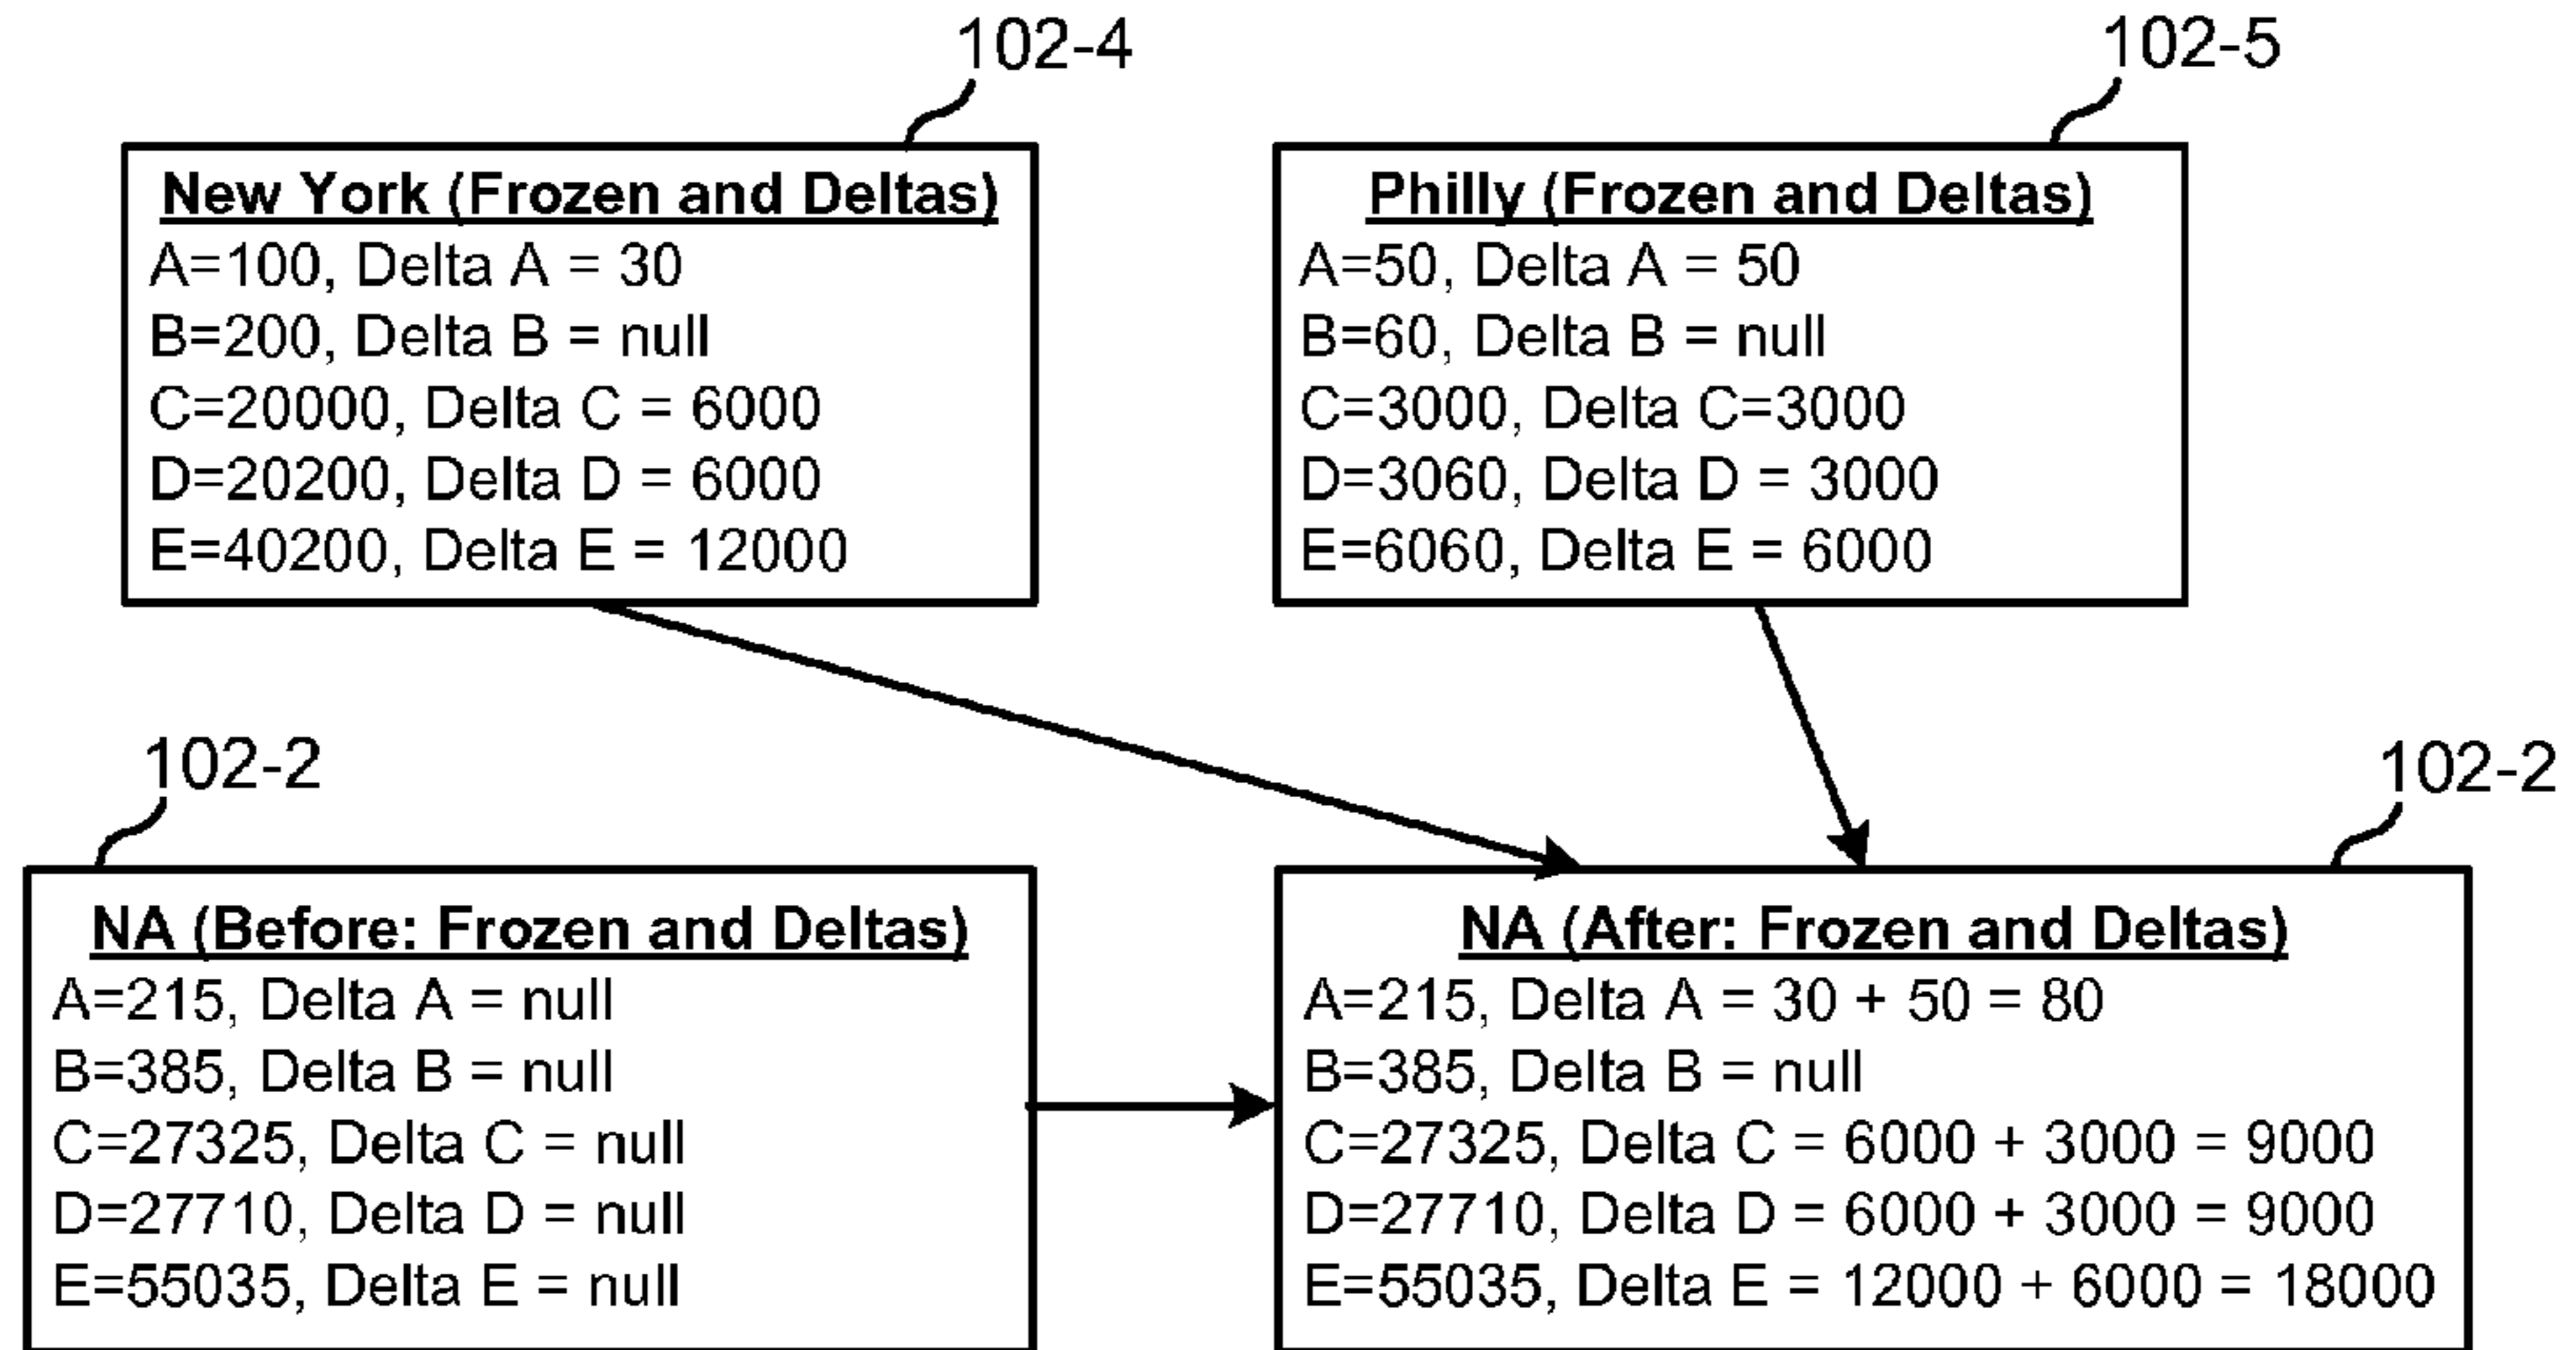 102-4
New York (Frozen and Deltas)
A=100, Delta A = 30
B=200, Delta B = null
C=20000, Delta C = 6000
D=20200, Delta D = 6000
E=40200, Delta E = 12000
102-5
Philly (Frozen and Deltas)
A=50, Delta A = 50
B=60, Delta B = null
C=3000, Delta C=3000
D=3060, Delta D = 3000
E=6060, Delta E = 6000
102-2
NA (Before: Frozen and Deltas)
A=215, Delta A = null
B=385, Delta B = null
C=27325, Delta C = null
D=27710, Delta D = null
E=55035, Delta E = null
102-2
NA (After: Frozen and Deltas)
A=215, Delta A = 30 + 50 = 80
B=385, Delta B = null
C=27325, Delta C = 6000 + 3000 = 9000
D=27710, Delta D = 6000 + 3000 = 9000
E=55035, Delta E = 12000 + 6000 = 18000